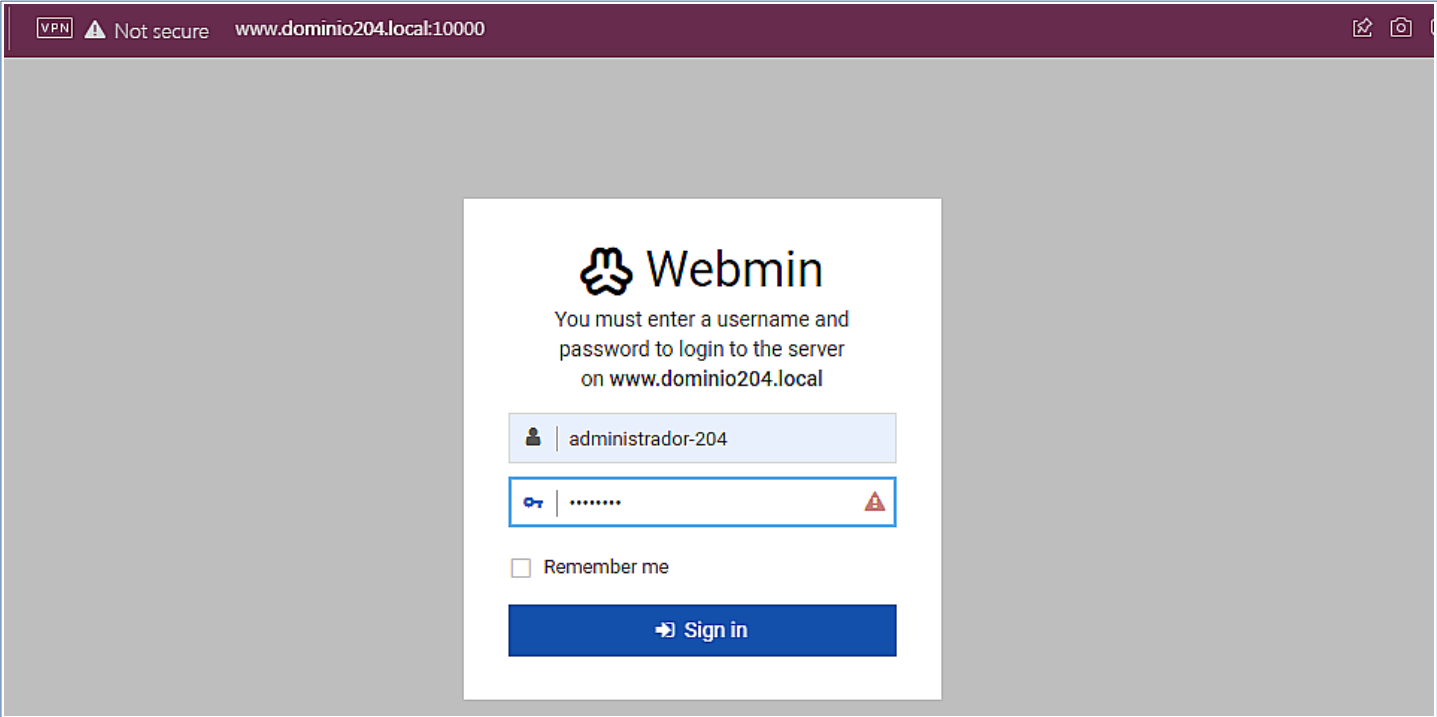 VPN Not secure www.dominio204.local:10000
Webmin
You must enter a username and
password to login to the server
on www.dominio204.local
administrador-204
••••••••
Remember me
Sign in